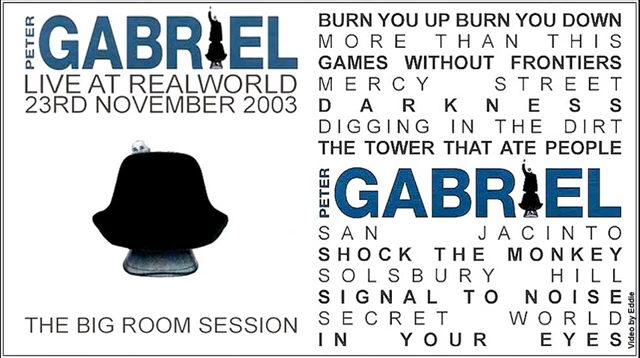 PETER
GABRIEL
LIVE AT REALWORLD
23RD NOVEMBER 2003
THE BIG ROOM SESSION
BURN YOU UP BURN YOU DOWN
MORE THAN THIS
GAMES WITHOUT FRONTIERS
MERCY STREET
DARKNESS
DIGGING IN THE DIRT
THE TOWER THAT ATE PEOPLE
PETER
GABRIEL
SAN JACINTO
SHOCK THE MONKEY
SOLSBURY HILL
SIGNAL TO NOISE
SECRET WORLD
IN YOUR EYES
Video by Eddie